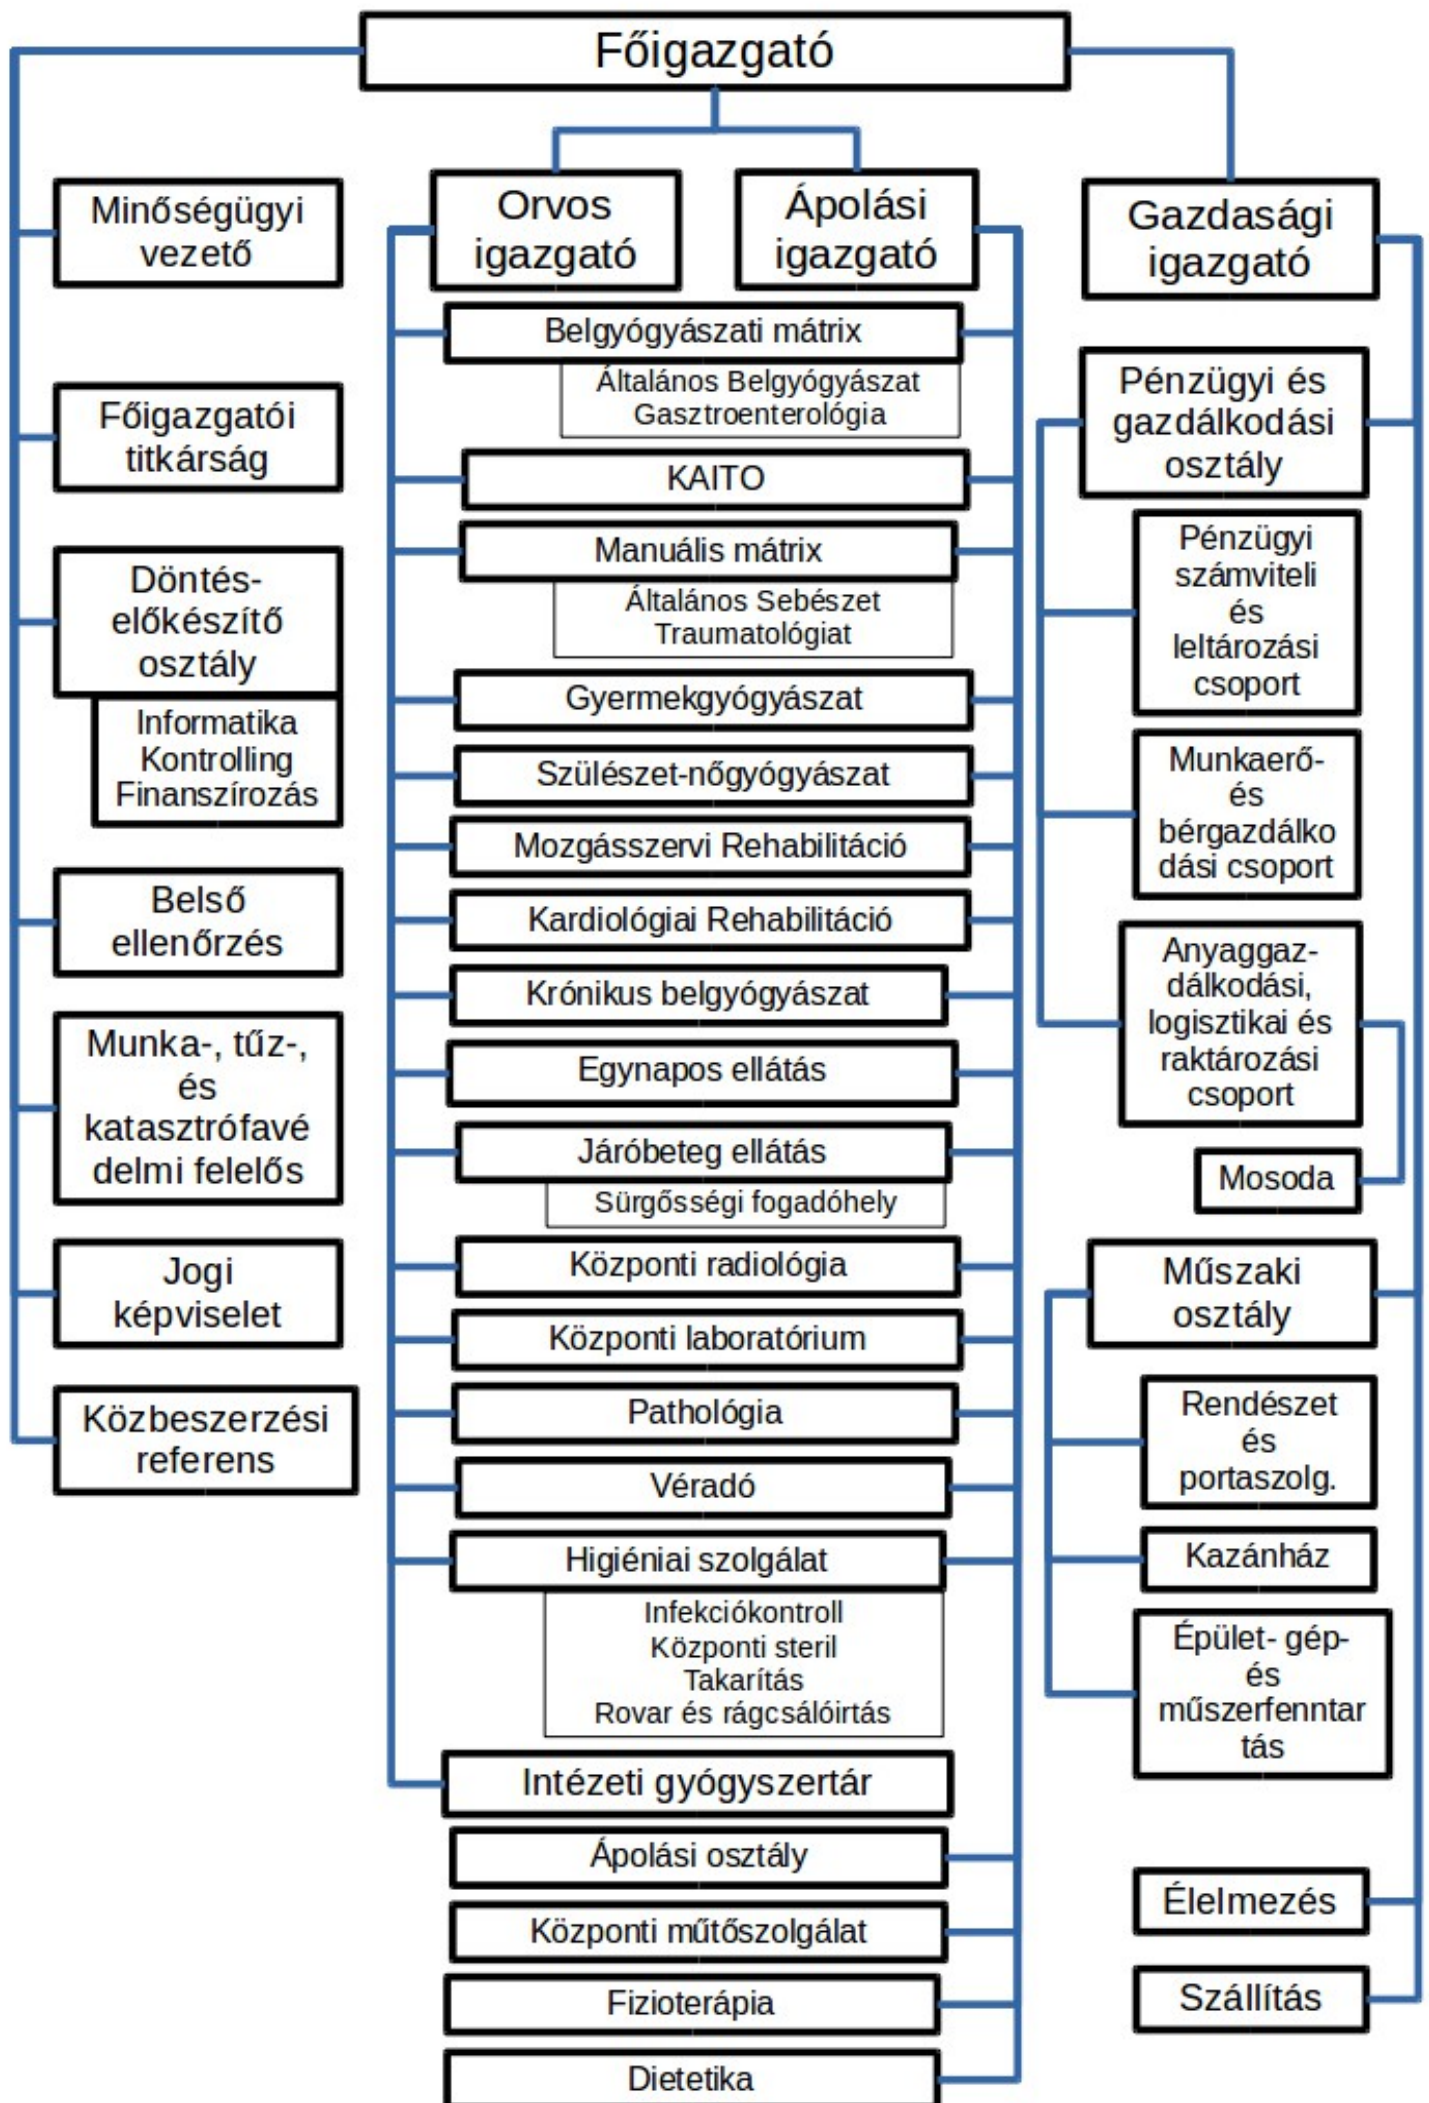 Főigazgató
Minőségügyi
vezető
Főigazgatói
titkárság
Döntés-
előkészítő
osztály
Informatika
Kontrolling
Finanszírozás
Belső
ellenőrzés
Munka-, tűz-,
és
katasztrófavé
delmi felelős
Jogi
képviselet
Közbeszerzési
referens
Orvos
igazgató
Ápolási
igazgató
Belgyógyászati mátrix
Általános Belgyógyászat
Gasztroenterológia
KAITO
Manuális mátrix
Általános Sebészet
Traumatológiat
Gyermekgyógyászat
Szülészet-nőgyógyászat
Mozgásszervi Rehabilitáció
Kardiológiai Rehabilitáció
Krónikus belgyógyászat
Egynapos ellátás
Járóbeteg ellátás
Sürgősségi fogadóhely
Központi radiológia
Központi laboratórium
Pathológia
Véradó
Higiéniai szolgálat
Infekciókontroll
Központi steril
Takarítás
Rovar és rágcsálóirtás
Intézeti gyógyszertár
Ápolási osztály
Központi műtőszolgálat
Fizioterápia
Dietetika
Gazdasági
igazgató
Pénzügyi és
gazdálkodási
osztály
Pénzügyi
számviteli
és
leltározási
csoport
Munkaerő-
és
bérgazdálko
dási csoport
Anyaggaz-
dálkodási,
logisztikai és
raktározási
csoport
Mosoda
Műszaki
osztály
Rendészet
és
portaszolg.
Kazánház
Épület- gép-
és
műszerfenntar
tás
Élelmezés
Szállítás